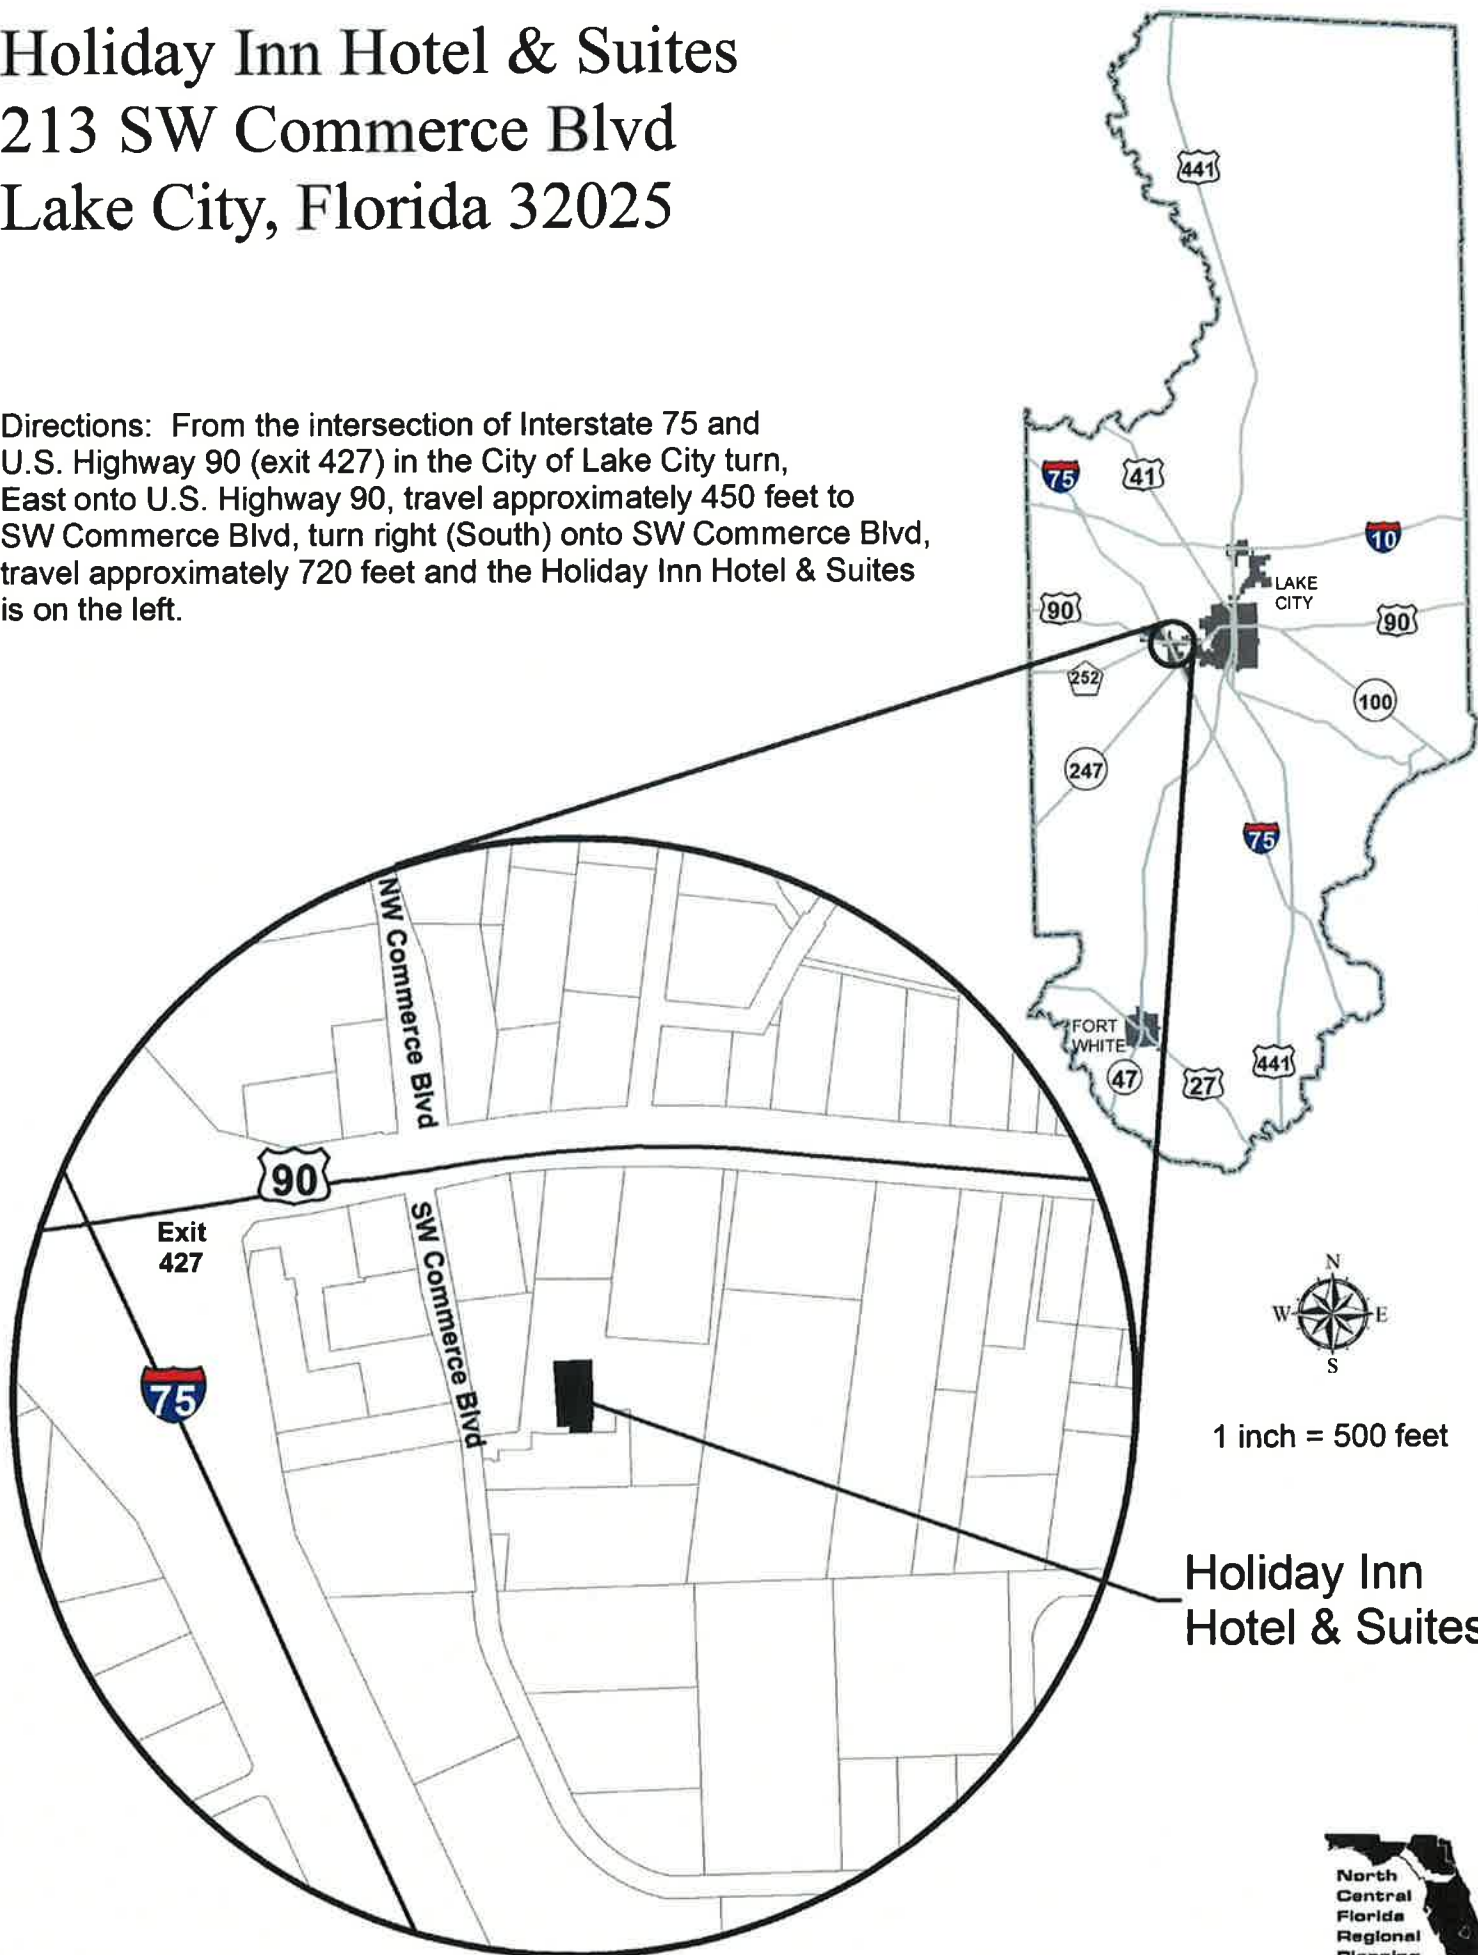 Holiday Inn Hotel & Suites
213 SW Commerce Blvd
Lake City, Florida 32025
Directions: From the intersection of Interstate 75 and
U.S. Highway 90 (exit 427) in the City of Lake City turn,
East onto U.S. Highway 90, travel approximately 450 feet to
SW Commerce Blvd, turn right (South) onto SW Commerce Blvd,
travel approximately 720 feet and the Holiday Inn Hotel & Suites
is on the left.
441
75
41
10
LAKE
CITY
90
90
252
100
247
75
FORT
WHITE
47
27
441
NW Commerce Blvd
90
Exit
427
SW Commerce Blvd
75
N
W
E
S
1 inch = 500 feet
Holiday Inn
Hotel & Suites
North
Central
Florida
Regional
Planning